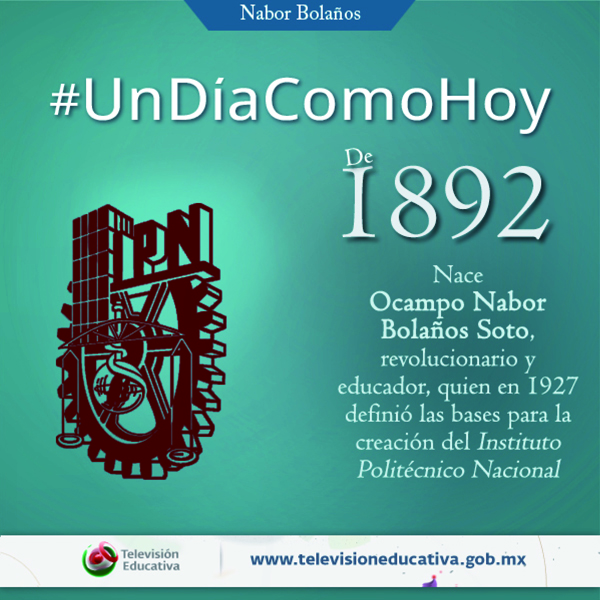 Nabor Bolaños
#UnDíaComoHoy
De
1892
IPN
Nace
Ocampo Nabor
Bolaños Soto,
revolucionario y
educador, quien en 1927
definió las bases para la
creación del Instituto
Politécnico Nacional
Televisión
Educativa
www.televisioneducativa.gob.mx